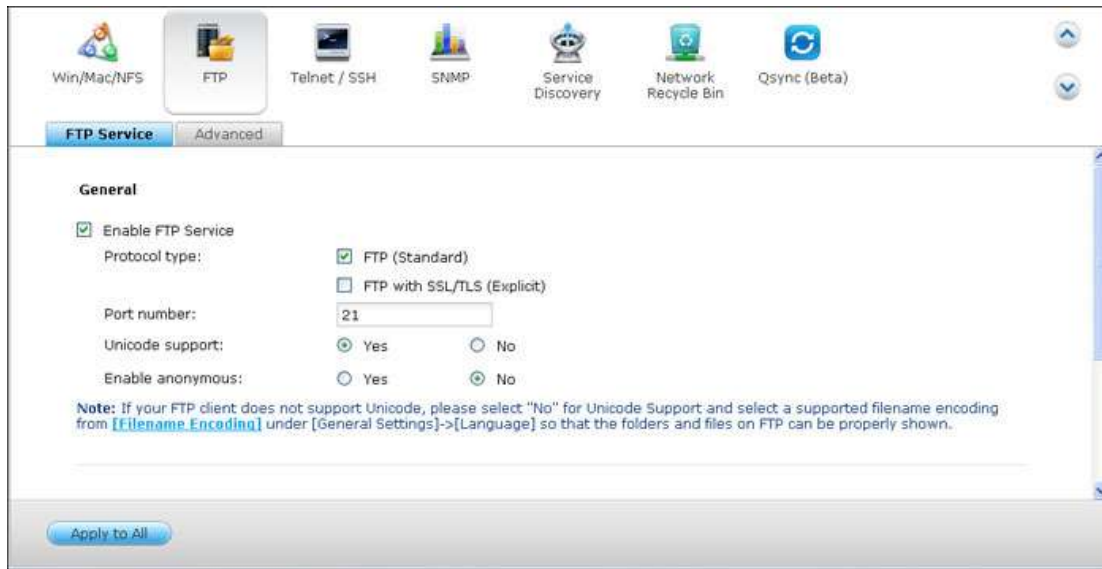 Win/Mac/NFS
FTP
Telnet / SSH
SNMP
Service
Discovery
Network
Recycle Bin
Qsync (Beta)
FTP Service
Advanced
General
Enable FTP Service
Protocol type:
FTP (Standard)
FTP with SSL/TLS (Explicit)
Port number:
21
Unicode support:
Yes
No
Enable anonymous:
Yes
No
Note: If your FTP client does not support Unicode, please select "No" for Unicode Support and select a supported filename encoding
from [Filename Encoding] under [General Settings]->[Language] so that the folders and files on FTP can be properly shown.
Apply to All